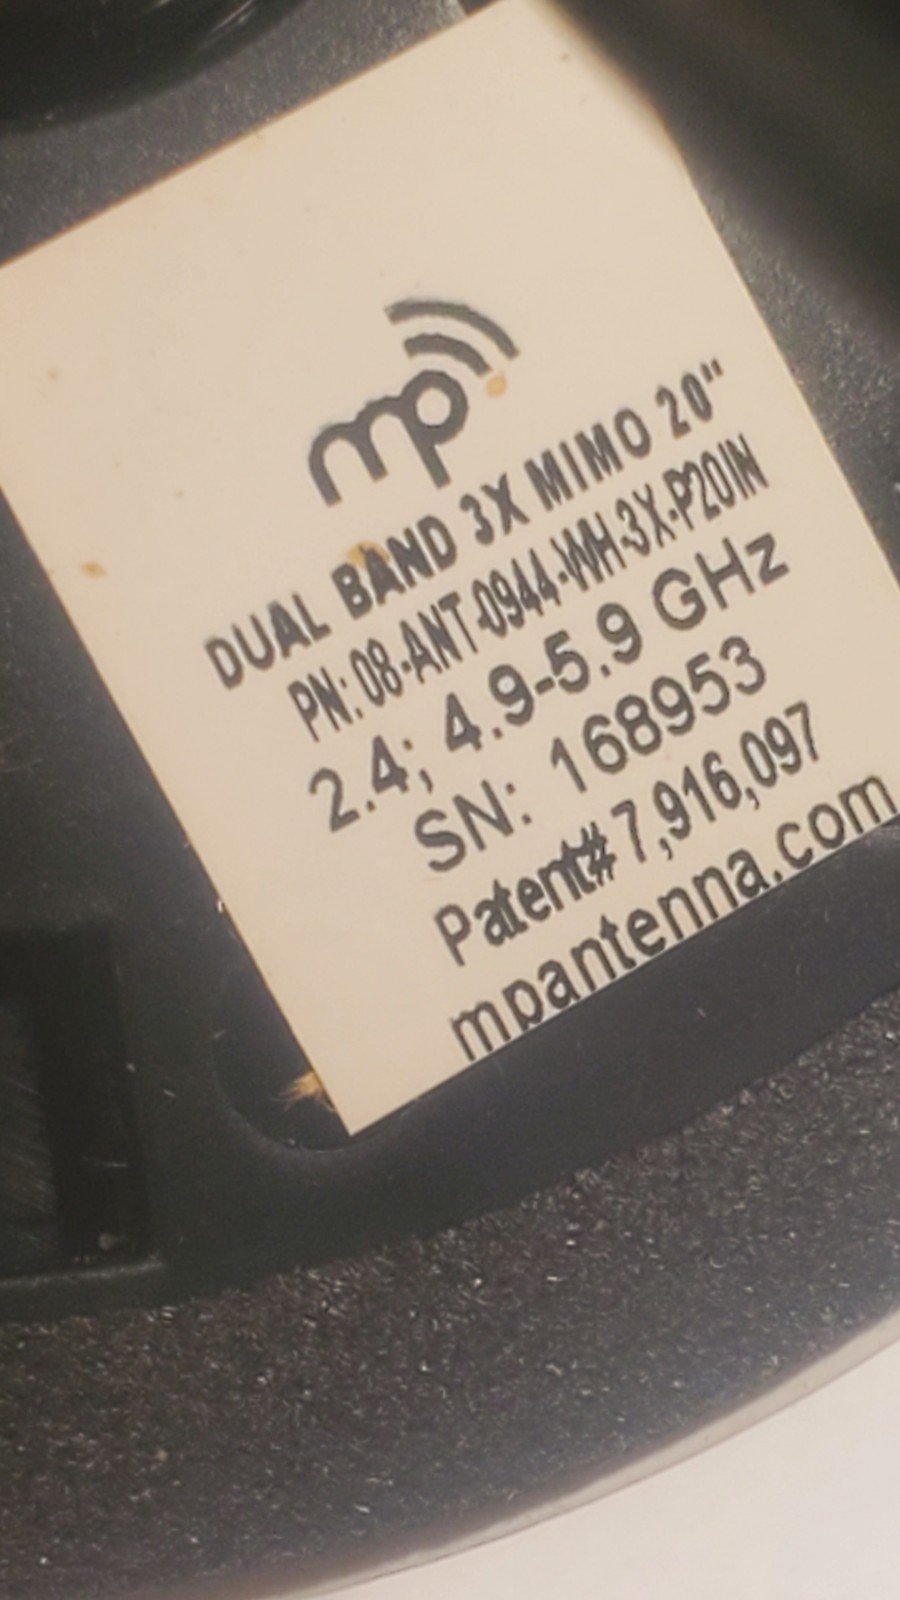 mp
DUAL BAND 3X MIMO 20"
PN: 08-ANT-0944-WH-3X-P20IN
2.4; 4.9-5.9 GHz
SN: 168953
Patent# 7,916,097
mpantenna.com